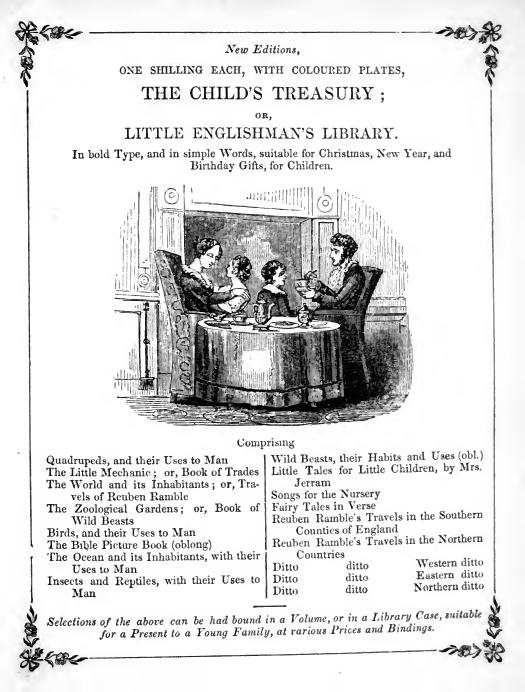 New Editions,
ONE SHILLING EACH, WITH COLOURED PLATES,
THE CHILD'S TREASURY;
OR,
LITTLE ENGLISHMAN'S LIBRARY.
In bold Type, and in simple Words, suitable for Christmas, New Year, and
Birthday Gifts, for Children.
Comprising
Quadrupeds, and their Uses to Man
The Little Mechanic; or, Book of Trades
The World and its Inhabitants; or, Tra-
vels of Reuben Ramble
The Zoological Gardens; or, Book of
Wild Beasts
Birds, and their Uses to Man
The Bible Picture Book (oblong)
The Ocean and its Inhabitants, with their
Uses to Man
Insects and Reptiles, with their Uses to
Man
Wild Beasts, their Habits and Uses (obl.)
Little Tales for Little Children, by Mrs.
Jerram
Songs for the Nursery
Fairy Tales in Verse
Reuben Ramble's Travels in the Southern
Counties of England
Reuben Ramble's Travels in the Northern
Countries
Ditto ditto Western ditto
Ditto ditto Eastern ditto
Ditto ditto Northern ditto
Selections of the above can be had bound in a Volume, or in a Library Case, suitable
for a Present to a Young Family, at various Prices and Bindings.